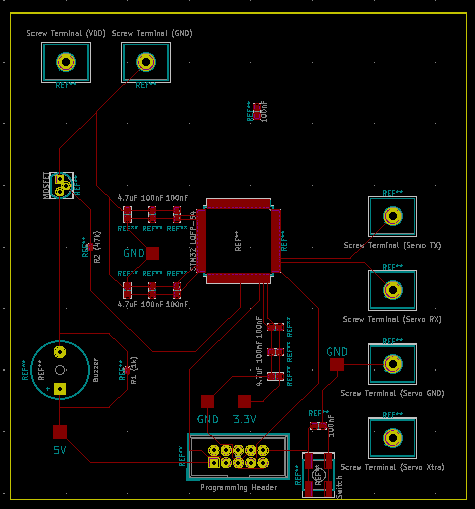 Screw Terminal (VDD) Screw Terminal (GND)
REF** REF**
REF** 100nF
MOSFET REF**
4.7uF 100nF 100nF
REF** REF** REF**
STM32 LQFP-64
REF** REF**
REF**
Screw Terminal (Servo TX)
REF** R2 (47k)
GND
REF** REF** REF**
4.7uF 100nF 100nF
REF**
Screw Terminal (Servo RX)
4.7uF 100nF 100nF
REF** REF** REF**
GND
REF**
Screw Terminal (Servo GND)
REF** REF** Buzzer
REF** R1 (1k)
+
GND 3.3V
5V
REF** 100nF
REF**
Screw Terminal (Servo Xtra)
REF**
Programming Header
REF** REF** Switch